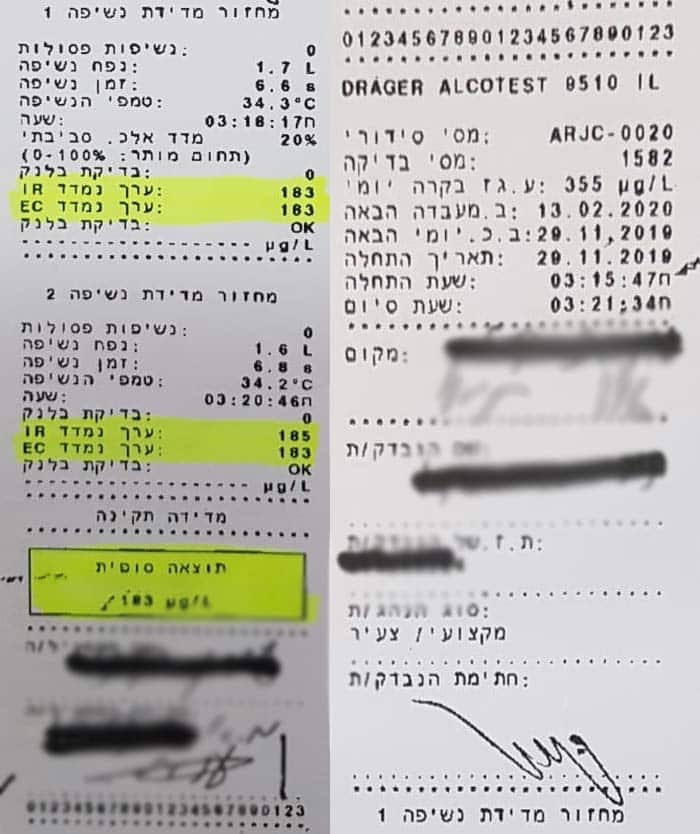 012345678901234567890123
DRÄGER ALCOTEST 9510 IL
מס' סידורי: ARJC-0020
מס' בדיקה: 1582
ע.גז בקרה יומי: 355 µg/L
ב.מעבדה הבאה: 13.02.2020
ב.כ.יומי הבאה: 29.11.2019
תאריך התחלה: 29.11.2019
שעת התחלה: 03:15:47ח
שעת סיום: 03:21:34ח
מקום:
שם הנבדק/ת
ת.ז.של הנבדק/ת:
סוג הנהג/ת:
מקצועי/ צעיר
חתימת הנבדק/ת:
מחזור מדידת נשיפה 1
מחזור מדידת נשיפה 1
נשיפות פסולות: 0
נפח נשיפה: 1.7 L
זמן נשיפה: 6.6 s
טמפ' הנשיפה: 34.3°C
שעה: 03:18:17ח
מדד אלכ. סביבתי 20%
(תחום מותר: 0-100%)
בדיקת בלנק: 0
ערך נמדד IR: 183
ערך נמדד EC: 183
בדיקת בלנק: OK
µg/L
מחזור מדידת נשיפה 2
נשיפות פסולות: 0
נפח נשיפה: 1.6 L
זמן נשיפה: 6.8 s
טמפ' הנשיפה: 34.2°C
שעה: 03:20:46ח
בדיקת בלנק: 0
ערך נמדד IR: 185
ערך נמדד EC: 183
בדיקת בלנק: OK
µg/L
מדידה תקינה
תוצאה סופית
183 µg/L
012345678901234567890123